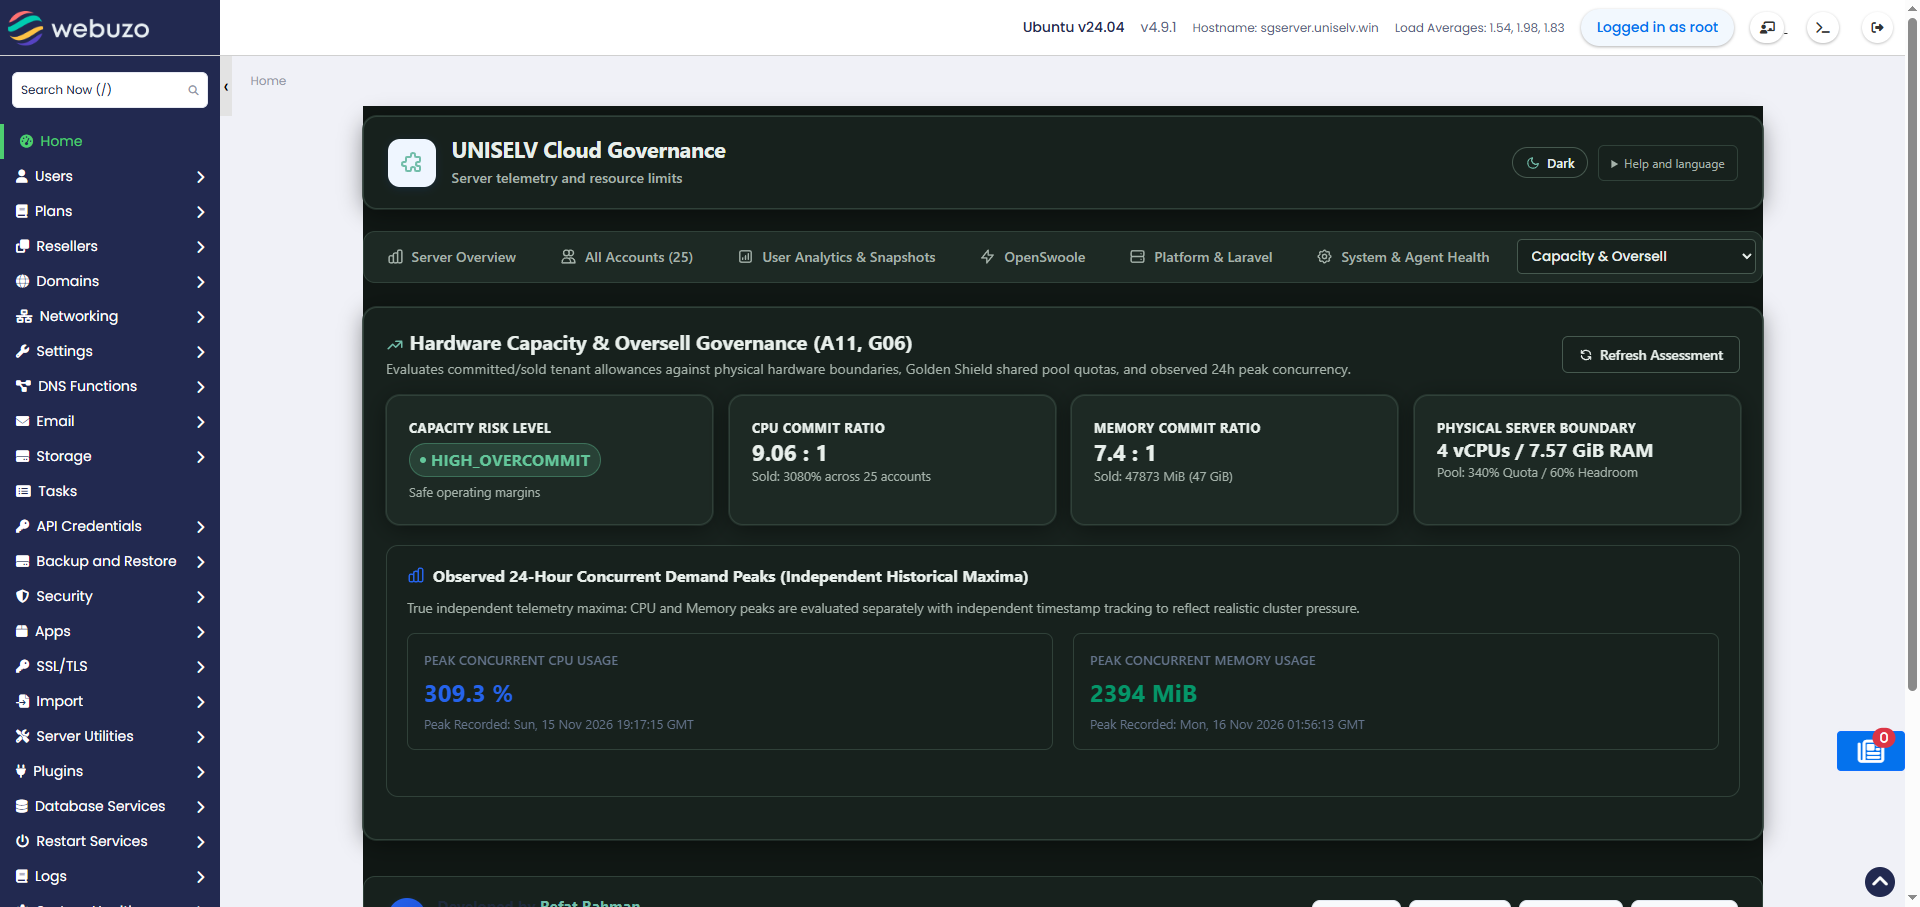 webuzo
Ubuntu v24.04 v4.9.1 Hostname: sgserver.uniselv.win Load Averages: 1.54, 1.98, 1.83 Logged in as root
Search Now (/)
Home
Home
Users
Plans
Resellers
Domains
Networking
Settings
DNS Functions
Email
Storage
Tasks
API Credentials
Backup and Restore
Security
Apps
SSL/TLS
Import
Server Utilities
Plugins
Database Services
Restart Services
Logs
UNISELV Cloud Governance
Server telemetry and resource limits
Dark
Help and language
Server Overview
All Accounts (25)
User Analytics & Snapshots
OpenSwoole
Platform & Laravel
System & Agent Health
Capacity & Oversell
Hardware Capacity & Oversell Governance (A11, G06)
Evaluates committed/sold tenant allowances against physical hardware boundaries, Golden Shield shared pool quotas, and observed 24h peak concurrency.
Refresh Assessment
CAPACITY RISK LEVEL
• HIGH_OVERCOMMIT
Safe operating margins
CPU COMMIT RATIO
9.06 : 1
Sold: 3080% across 25 accounts
MEMORY COMMIT RATIO
7.4 : 1
Sold: 47873 MiB (47 GiB)
PHYSICAL SERVER BOUNDARY
4 vCPUs / 7.57 GiB RAM
Pool: 340% Quota / 60% Headroom
Observed 24-Hour Concurrent Demand Peaks (Independent Historical Maxima)
True independent telemetry maxima: CPU and Memory peaks are evaluated separately with independent timestamp tracking to reflect realistic cluster pressure.
PEAK CONCURRENT CPU USAGE
309.3 %
Peak Recorded: Sun, 15 Nov 2026 19:17:15 GMT
PEAK CONCURRENT MEMORY USAGE
2394 MiB
Peak Recorded: Mon, 16 Nov 2026 01:56:13 GMT
0
Developed by Refat Rahman